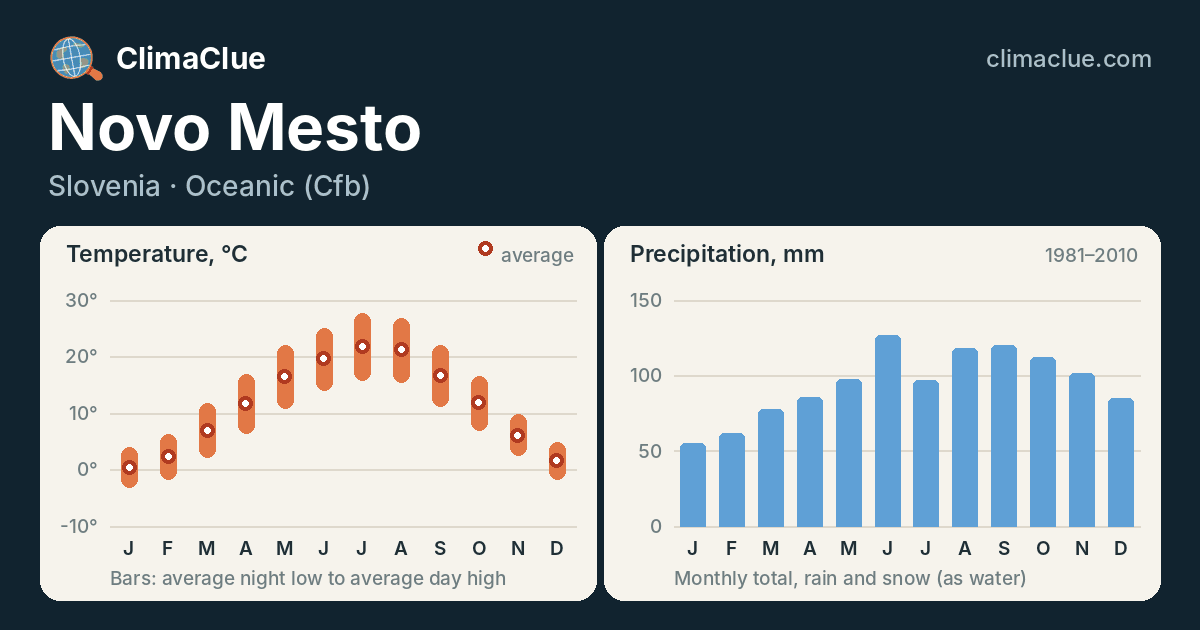 ClimaClue
climaclue.com
Novo Mesto
Slovenia · Oceanic (Cfb)
Temperature, °C
average
30°
20°
10°
0°
-10°
J F M A M J J A S O N D
Bars: average night low to average day high
Precipitation, mm
1981–2010
150
100
50
0
J F M A M J J A S O N D
Monthly total, rain and snow (as water)